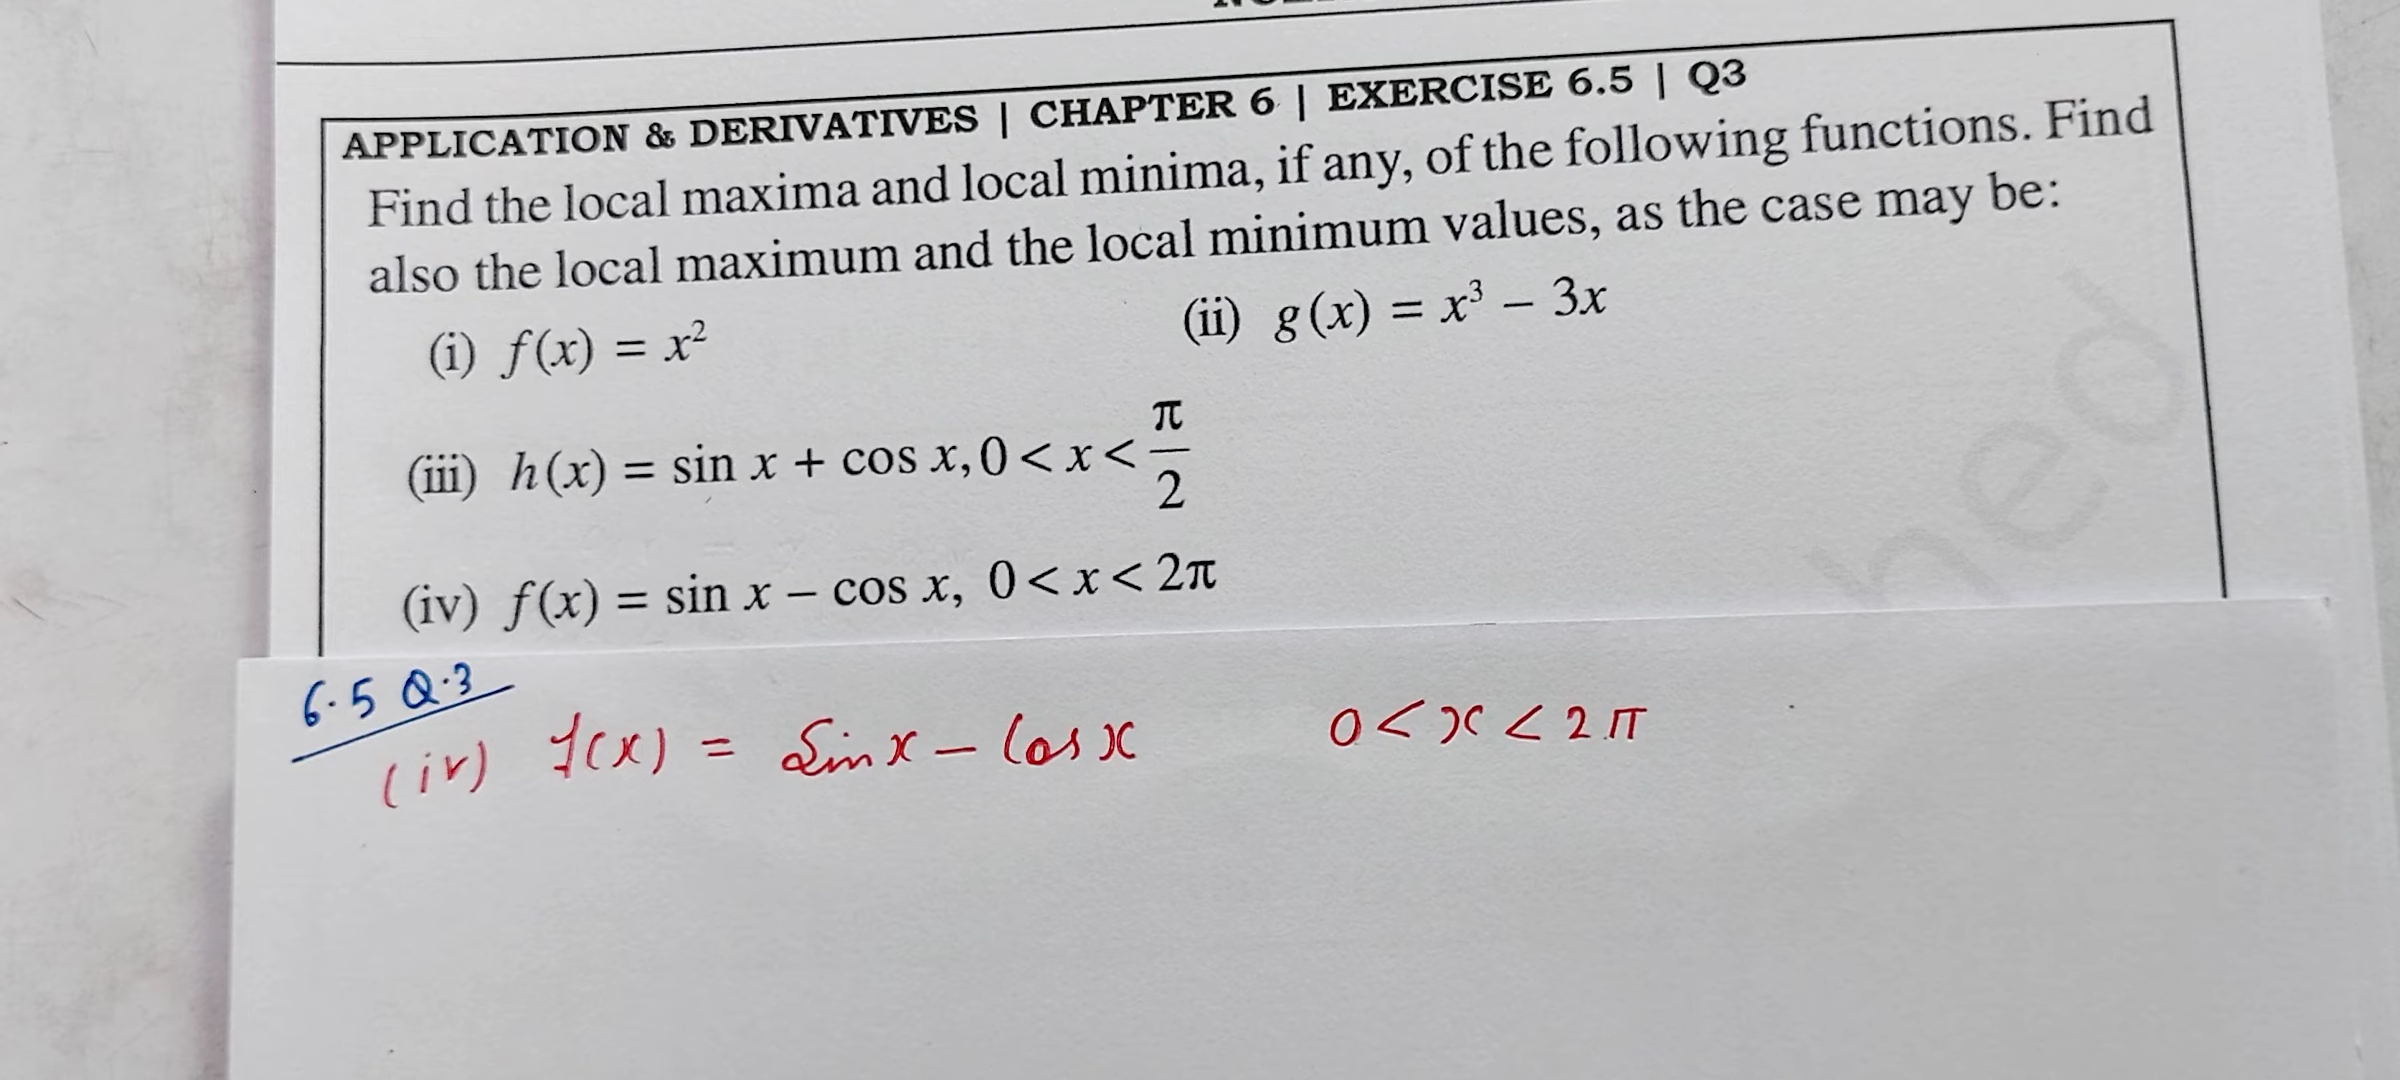 APPLICATION & DERIVATIVES | CHAPTER 6 | EXERCISE 6.5 | Q3
Find the local maxima and local minima, if any, of the following functions. Find
also the local maximum and the local minimum values, as the case may be:
(i) f(x) = x² (ii) g(x) = x³ – 3x
(iii) h(x) = sin x + cos x, 0 < x < π/2
(iv) f(x) = sin x – cos x, 0 < x < 2π
6.5 Q.3
(iv) f(x) = Sin x – Cos x 0 < x < 2π